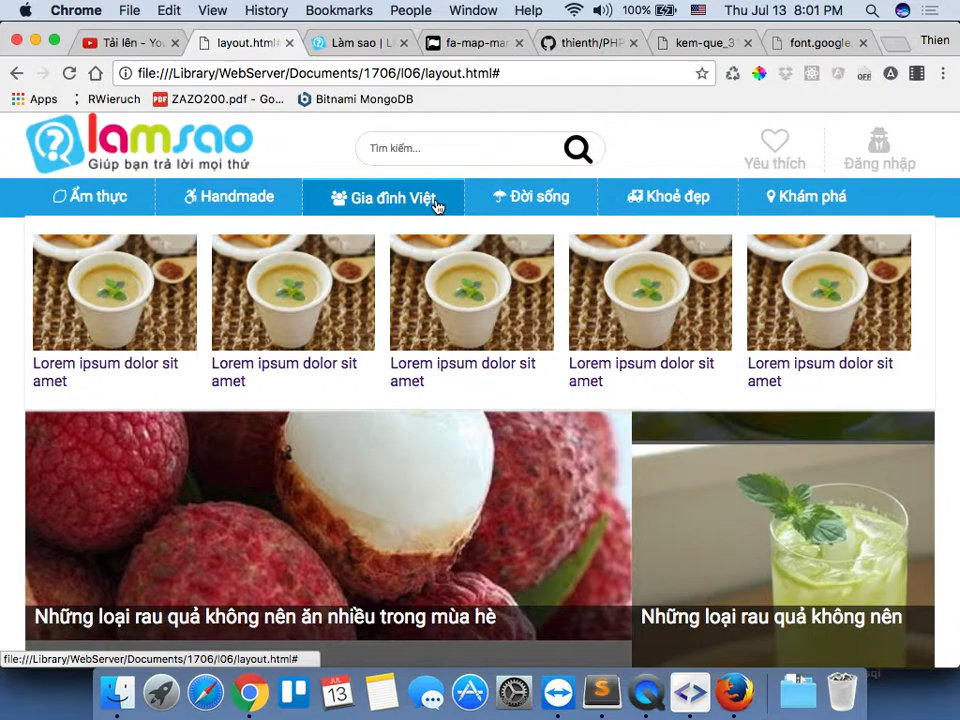 Chrome File Edit View History Bookmarks People Window Help 100% Thu Jul 13 8:01 PM
Tải lên - You
layout.html
Làm sao | L
fa-map-mar
thienth/PHP
kem-que_3
font.google.
Thien
file:///Library/WebServer/Documents/1706/l06/layout.html#
OFF
Apps
RWieruch
PDF ZAZO200.pdf - Go...
Bitnami MongoDB
lamsao
Giúp bạn trả lời mọi thứ
Tìm kiếm...
Yêu thích
Đăng nhập
Ẩm thực
Handmade
Gia đình Việt
Đời sống
Khoẻ đẹp
Khám phá
Lorem ipsum dolor sit
amet
Lorem ipsum dolor sit
amet
Lorem ipsum dolor sit
amet
Lorem ipsum dolor sit
amet
Lorem ipsum dolor sit
amet
Những loại rau quả không nên ăn nhiều trong mùa hè
Những loại rau quả không nên
file:///Library/WebServer/Documents/1706/l06/layout.html#
JUL
13